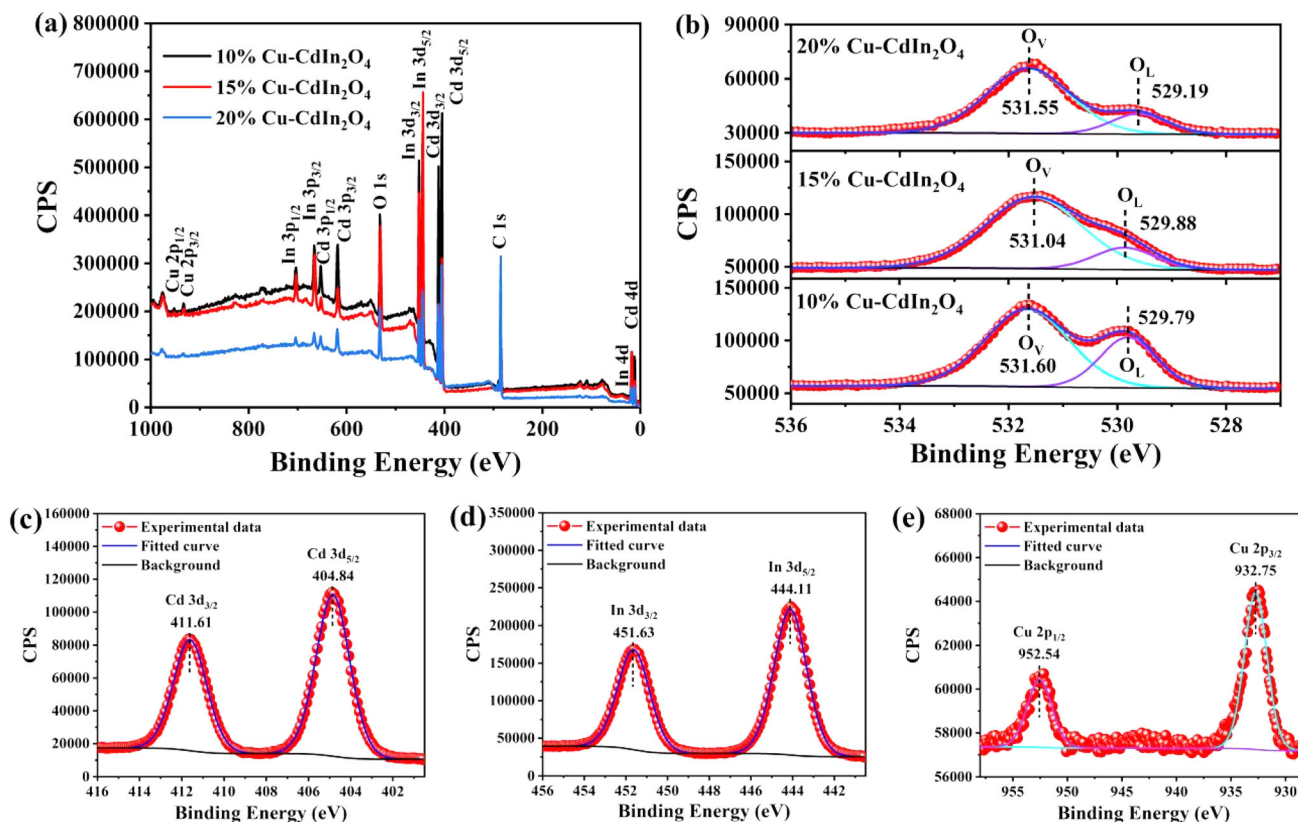 (a)
800000
700000
600000
500000
400000
300000
200000
100000
0
CPS
10% Cu-CdIn₂O₄
15% Cu-CdIn₂O₄
20% Cu-CdIn₂O₄
Cu 2p₁/₂
Cu 2p₃/₂
In 3p₁/₂
In 3p₃/₂
Cd 3p₁/₂
Cd 3p₃/₂
O 1s
In 3d₃/₂
In 3d₅/₂
Cd 3d₃/₂
Cd 3d₅/₂
C 1s
In 4d
Cd 4d
1000 800 600 400 200 0
Binding Energy (eV)
(b)
90000
60000
30000
150000
100000
50000
150000
100000
50000
CPS
20% Cu-CdIn₂O₄
O_V
531.55
O_L
529.19
15% Cu-CdIn₂O₄
O_V
531.04
O_L
529.88
10% Cu-CdIn₂O₄
O_V
531.60
529.79
O_L
536 534 532 530 528
Binding Energy (eV)
(c)
160000
140000
120000
100000
80000
60000
40000
20000
0
CPS
Experimental data
Fitted curve
Background
Cd 3d₃/₂
411.61
Cd 3d₅/₂
404.84
416 414 412 410 408 406 404 402
Binding Energy (eV)
(d)
350000
300000
250000
200000
150000
100000
50000
0
CPS
Experimental data
Fitted curve
Background
In 3d₃/₂
451.63
In 3d₅/₂
444.11
456 454 452 450 448 446 444 442
Binding Energy (eV)
(e)
68000
66000
64000
62000
60000
58000
56000
CPS
Experimental data
Fitted curve
Background
Cu 2p₁/₂
952.54
Cu 2p₃/₂
932.75
955 950 945 940 935 930
Binding Energy (eV)